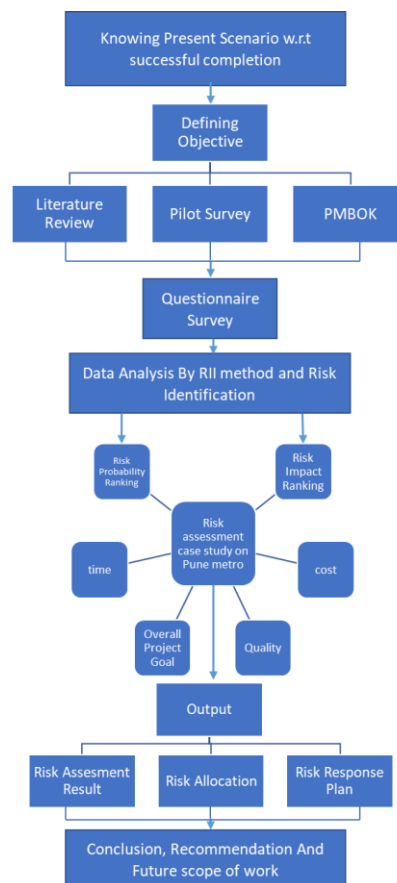 Knowing Present Scenario w.r.t
successful completion
Defining
Objective
Literature
Review
Pilot Survey
PMBOK
Questionnaire
Survey
Data Analysis By RII method and Risk
Identification
Risk
Probability
Ranking
Risk
Impact
Ranking
Risk
assessment
case study on
Pune metro
time
cost
Overall
Project
Goal
Quality
Output
Risk Assesment
Result
Risk Allocation
Risk Response
Plan
Conclusion, Recommendation And
Future scope of work